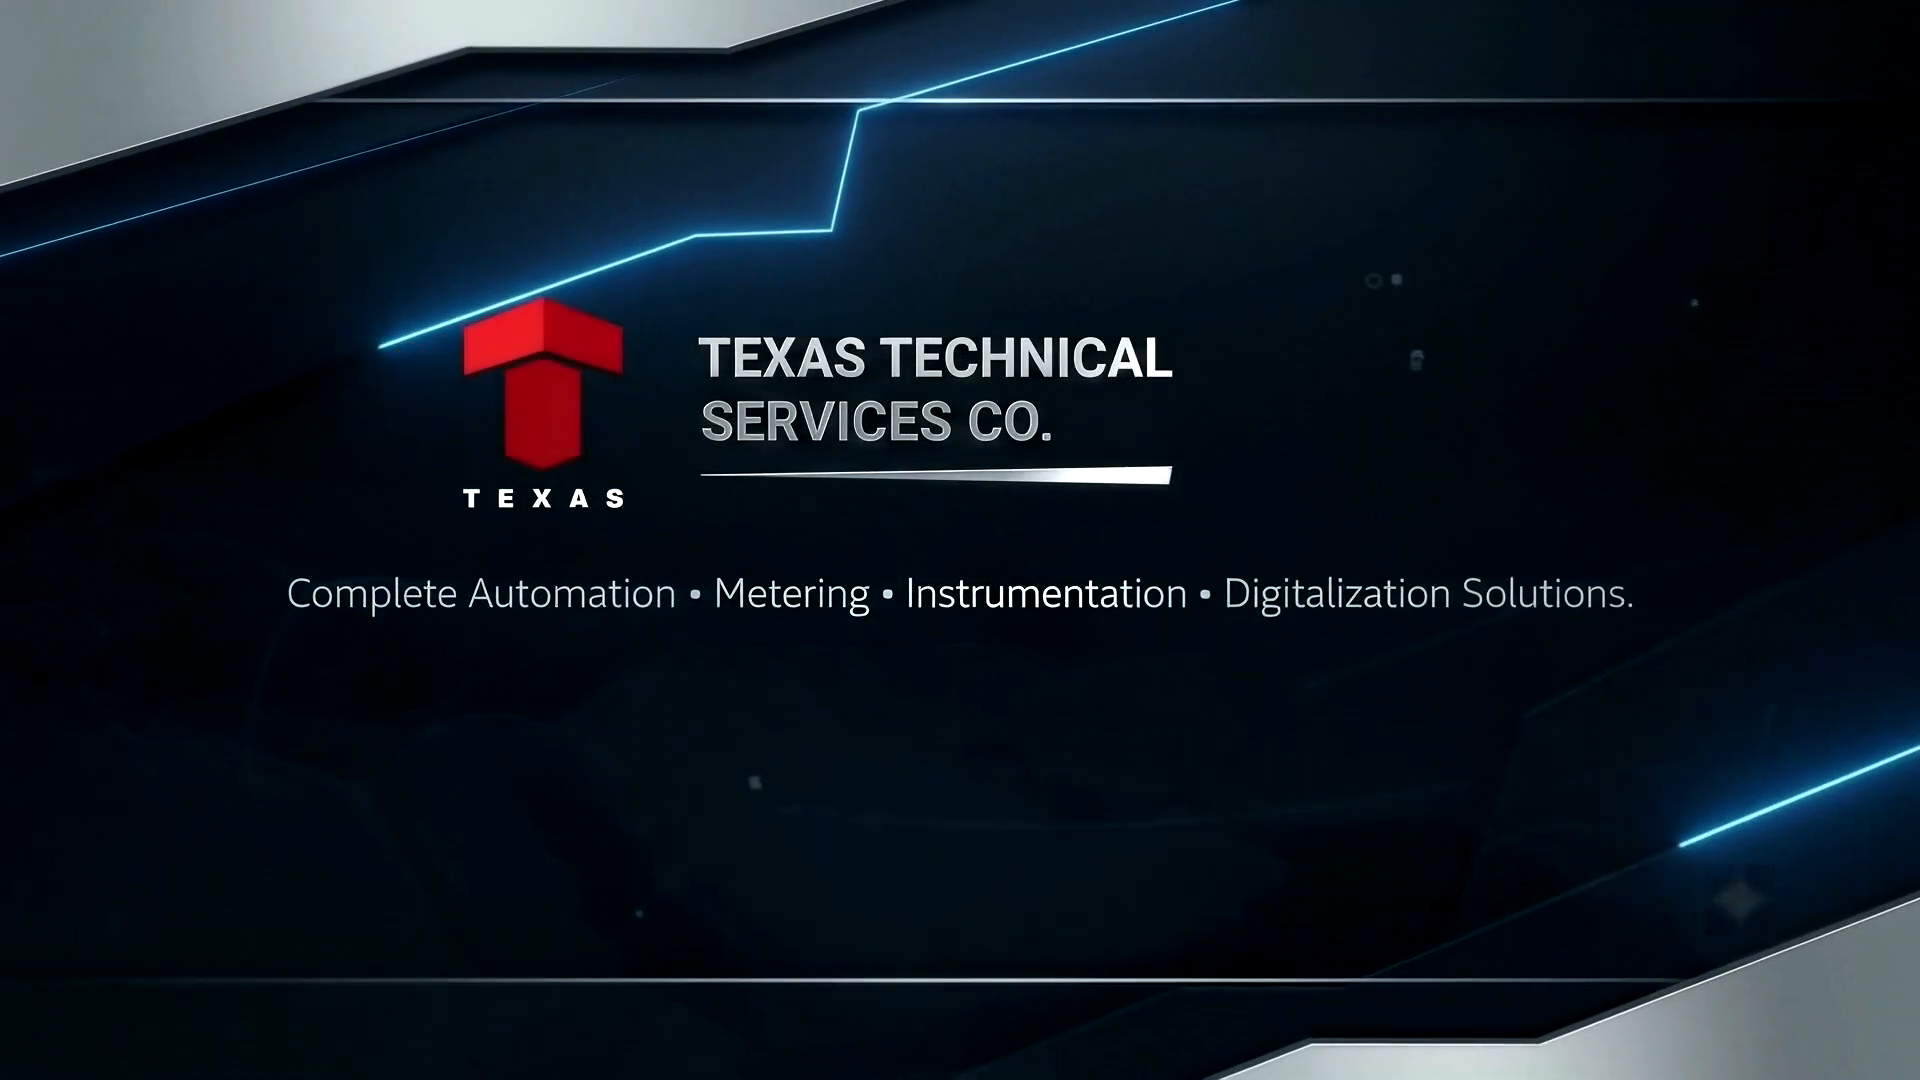 TEXAS TECHNICAL
SERVICES CO.
TEXAS
Complete Automation • Metering • Instrumentation • Digitalization Solutions.